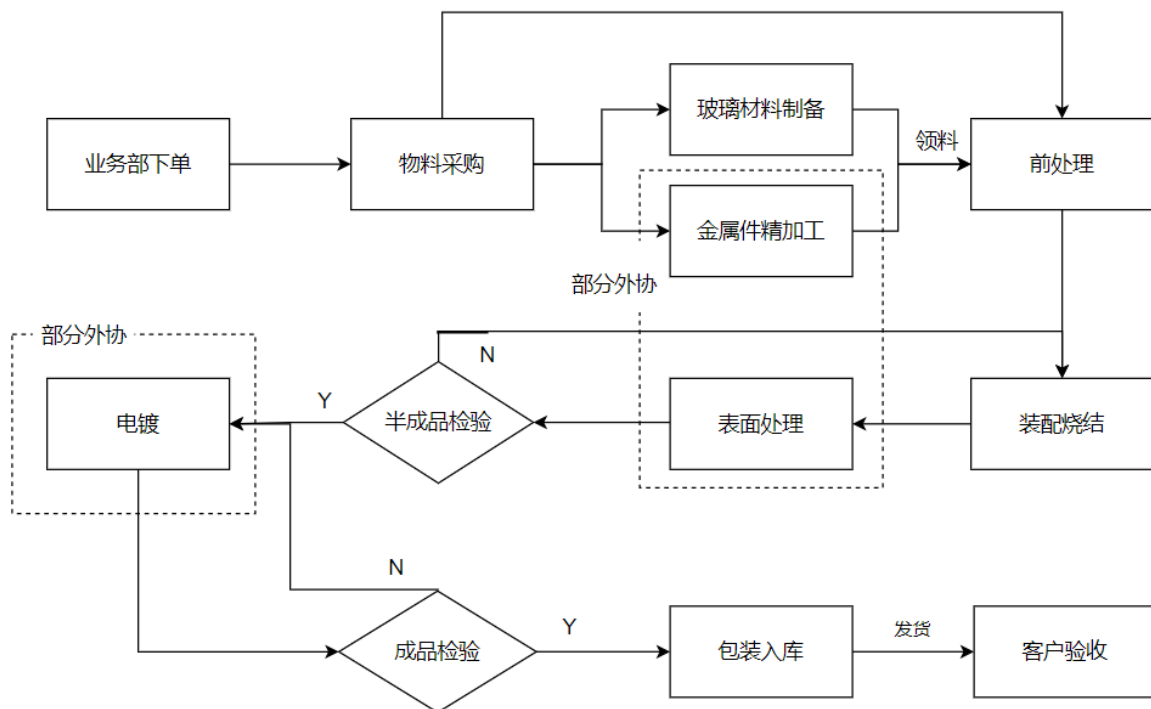 玻璃材料制备
业务部下单
物料采购
领料
前处理
金属件精加工
部分外协
部分外协
N
Y
电镀
半成品检验
表面处理
装配烧结
N
Y
成品检验
包装入库
发货
客户验收